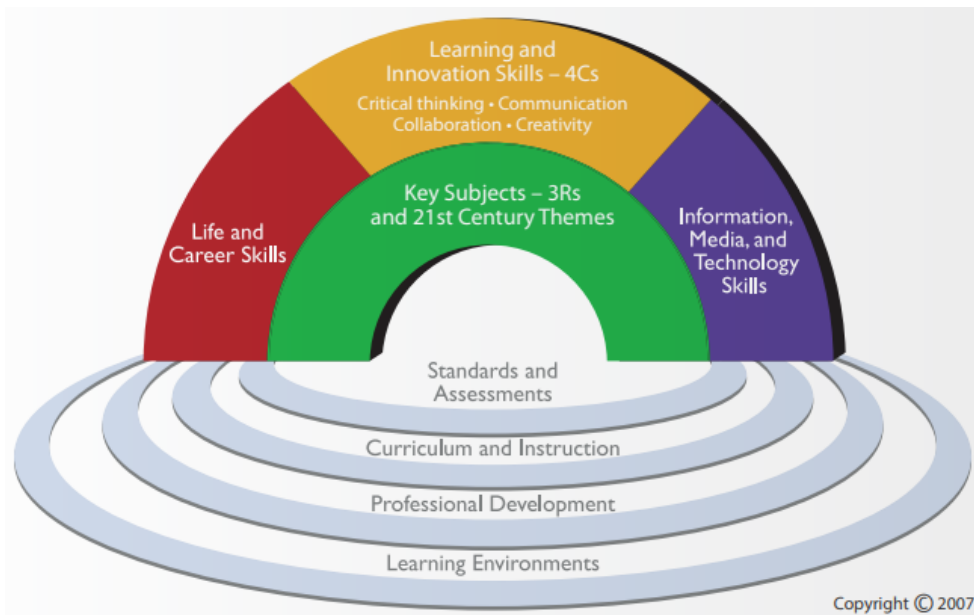 Learning and
Innovation Skills – 4Cs
Critical thinking • Communication
Collaboration • Creativity
Key Subjects – 3Rs
and 21st Century Themes
Life and
Career Skills
Information,
Media, and
Technology
Skills
Standards and
Assessments
Curriculum and Instruction
Professional Development
Learning Environments
Copyright © 2007